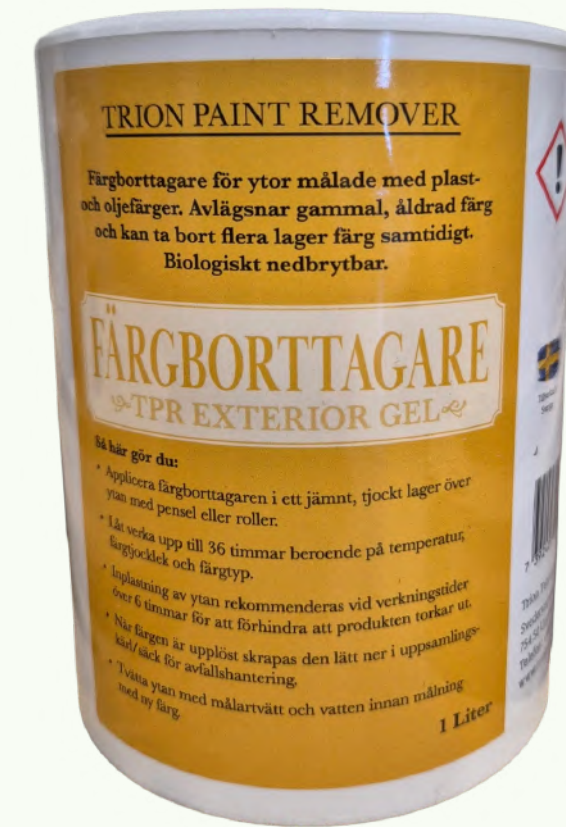 TRION PAINT REMOVER
Färgborttagare för ytor målade med plast-
och oljefärger. Avlägsnar gammal, åldrad färg
och kan ta bort flera lager färg samtidigt.
Biologiskt nedbrytbar.
FÄRGBORTTAGARE
TPR EXTERIOR GEL
Så här gör du:
• Applicera färgborttagaren i ett jämnt, tjockt lager över
ytan med pensel eller roller.
• Låt verka upp till 36 timmar beroende på temperatur,
färgtjocklek och färgtyp.
• Inplastning av ytan rekommenderas vid verkningstider
över 6 timmar för att förhindra att produkten torkar ut.
• När färgen är upplöst skrapas den lätt ner i uppsamlings-
kärl/säck för avfallshantering.
• Tvätta ytan med målartvätt och vatten innan målning
med ny färg.
1 Liter